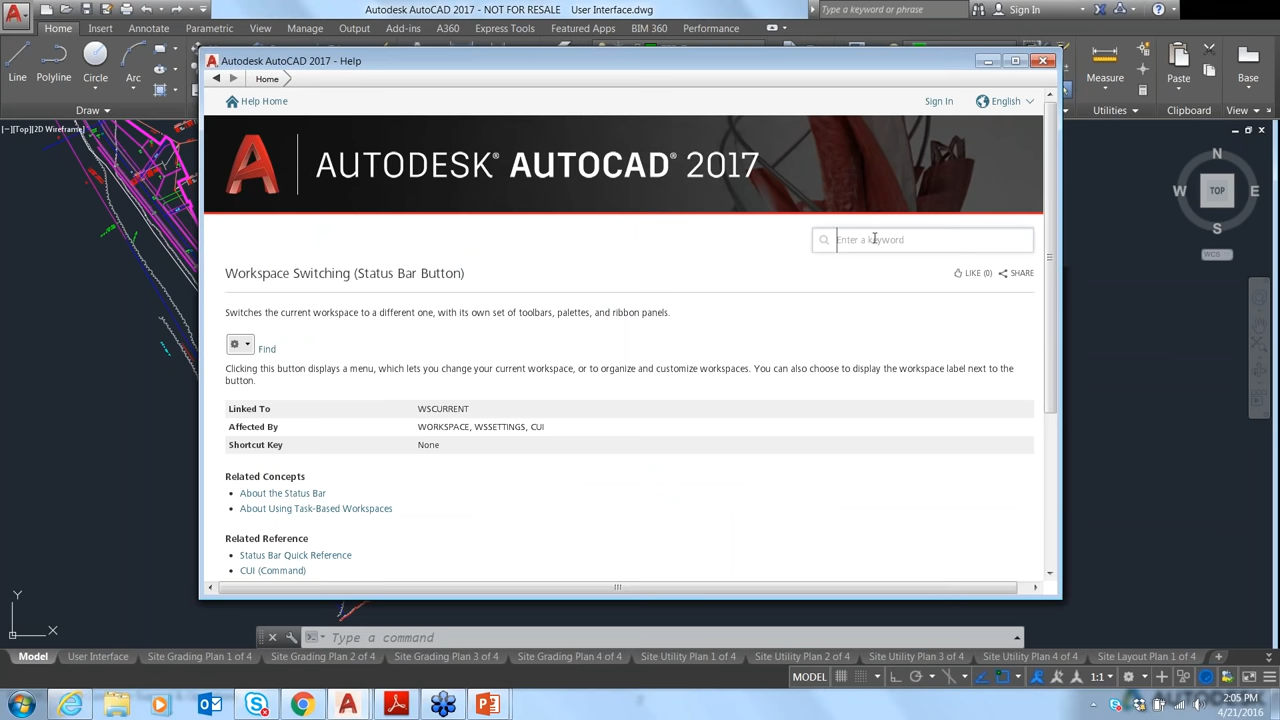 Autodesk AutoCAD 2017 - NOT FOR RESALE User Interface.dwg
Type a keyword or phrase
Sign In
Home Insert Annotate Parametric View Manage Output Add-ins A360 Express Tools Featured Apps BIM 360 Performance
Line Polyline Circle Arc
Measure Paste Base
Draw Utilities Clipboard View
[−][Top][2D Wireframe]
Autodesk AutoCAD 2017 - Help
Home
Help Home
Sign In English
AUTODESK® AUTOCAD® 2017
Enter a keyword
Workspace Switching (Status Bar Button)
LIKE (0) SHARE
Switches the current workspace to a different one, with its own set of toolbars, palettes, and ribbon panels.
Find
Clicking this button displays a menu, which lets you change your current workspace, or to organize and customize workspaces. You can also choose to display the workspace label next to the
button.
Linked To WSCURRENT
Affected By WORKSPACE, WSSETTINGS, CUI
Shortcut Key None
Related Concepts
• About the Status Bar
• About Using Task-Based Workspaces
Related Reference
• Status Bar Quick Reference
• CUI (Command)
N
W TOP E
S
WCS
Y
X
Type a command
Model User Interface Site Grading Plan 1 of 4 Site Grading Plan 2 of 4 Site Grading Plan 3 of 4 Site Grading Plan 4 of 4 Site Utility Plan 1 of 4 Site Utility Plan 2 of 4 Site Utility Plan 3 of 4 Site Utility Plan 4 of 4 Site Layout Plan 1 of 4 +
MODEL 1:1
2:05 PM
4/21/2016